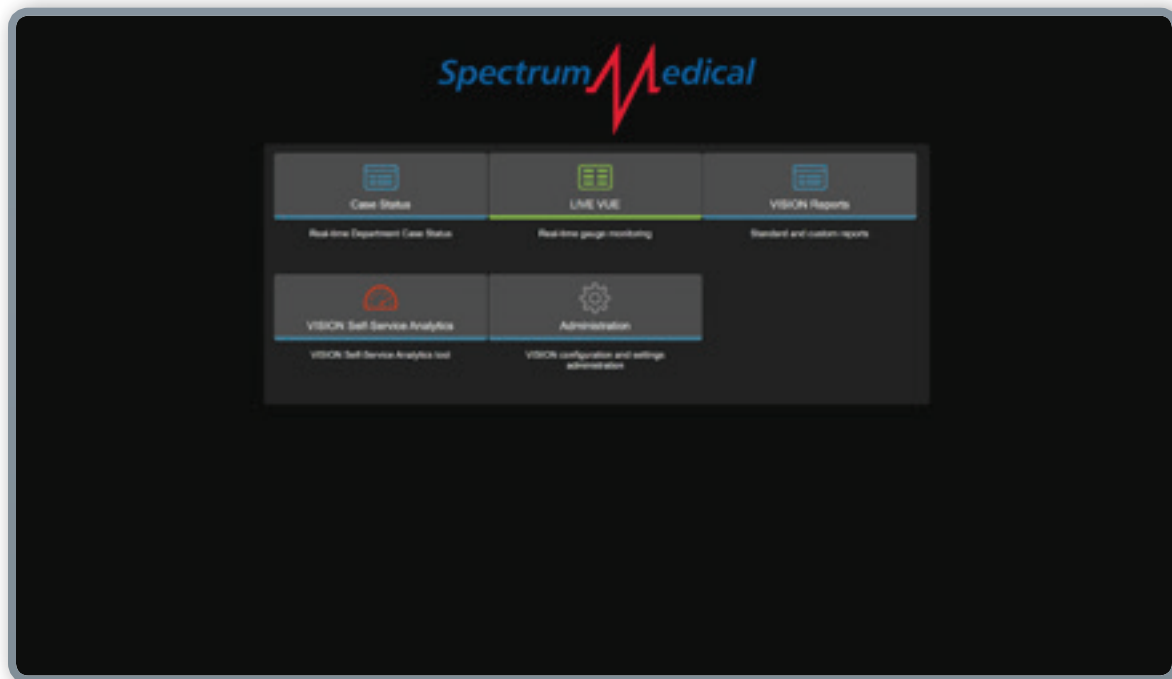 Spectrum Medical
Case Status
LIVE VUE
VISION Reports
Real-time Department Case Status
Real-time gauge monitoring
Standard and custom reports
VISION Self-Service Analytics
Administration
VISION Self-Service Analytics tool
VISION configuration and settings
administration